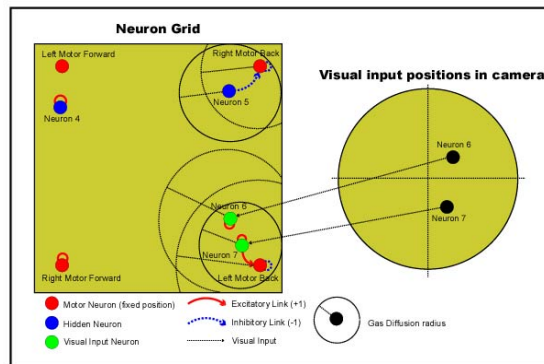 Neuron Grid
Left Motor Forward
Right Motor Back
Neuron 5
Neuron 4
Visual input positions in camera
Neuron 6
Neuron 7
Neuron 6
Neuron 7
Right Motor Forward
Left Motor Back
Motor Neuron (fixed position)
Excitatory Link (+1)
Hidden Neuron
Inhibitory Link (-1)
Gas Diffusion radius
Visual Input Neuron
Visual Input